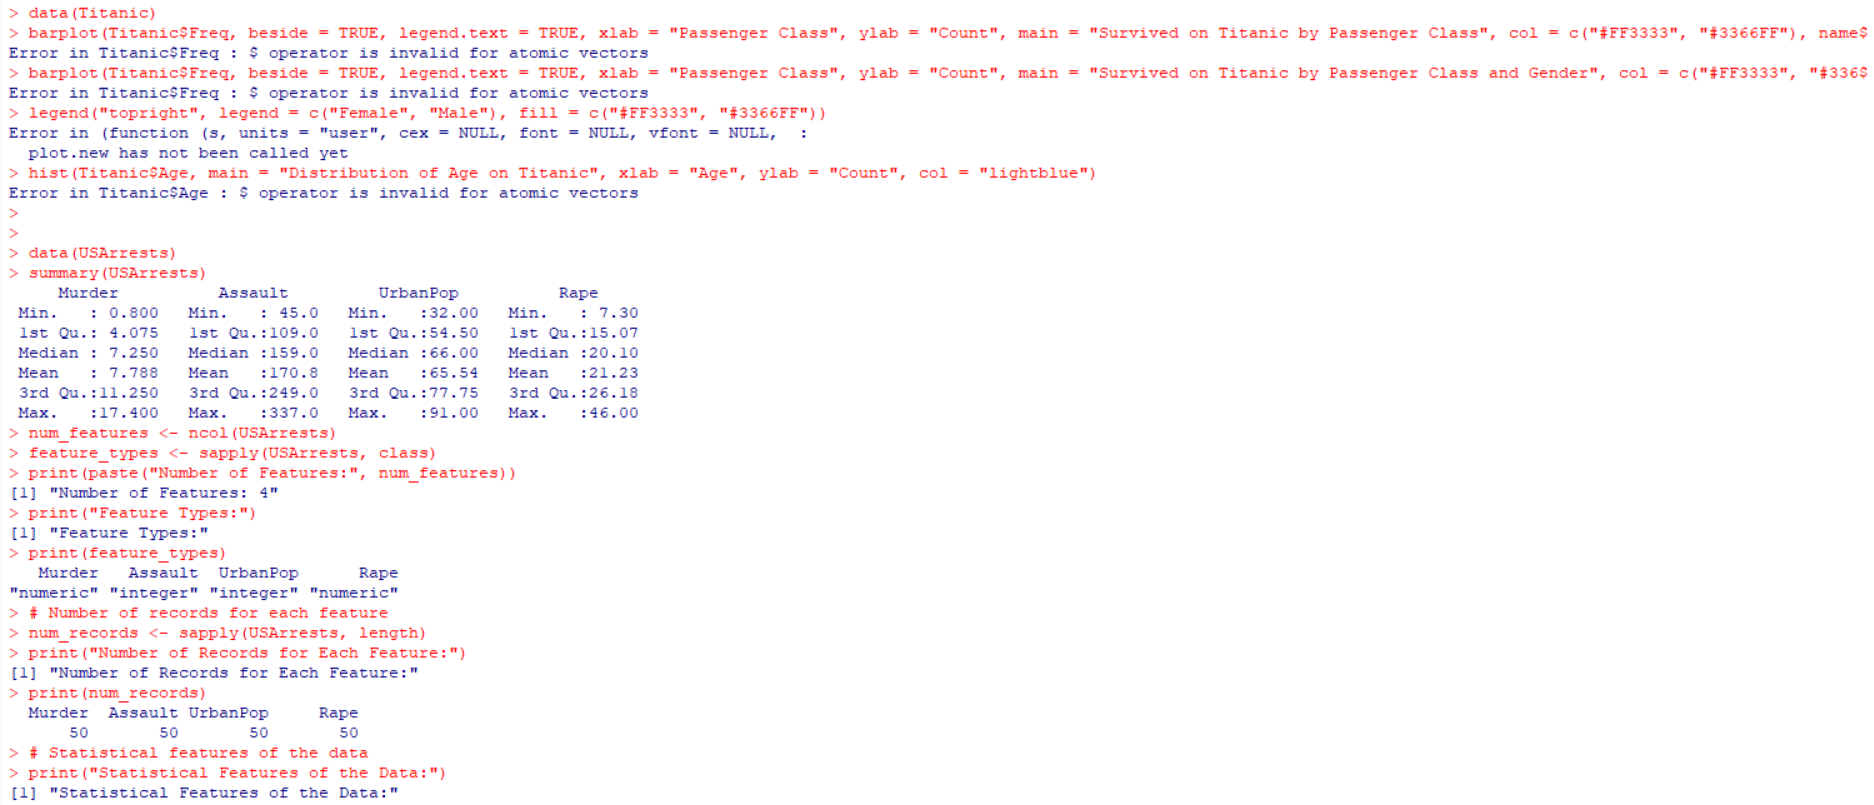 > data(Titanic)
> barplot(Titanic$Freq, beside = TRUE, legend.text = TRUE, xlab = "Passenger Class", ylab = "Count", main = "Survived on Titanic by Passenger Class", col = c("#FF3333", "#3366FF"), name$
Error in Titanic$Freq : $ operator is invalid for atomic vectors
> barplot(Titanic$Freq, beside = TRUE, legend.text = TRUE, xlab = "Passenger Class", ylab = "Count", main = "Survived on Titanic by Passenger Class and Gender", col = c("#FF3333", "#336$
Error in Titanic$Freq : $ operator is invalid for atomic vectors
> legend("topright", legend = c("Female", "Male"), fill = c("#FF3333", "#3366FF"))
Error in (function (s, units = "user", cex = NULL, font = NULL, vfont = NULL,  :
  plot.new has not been called yet
> hist(Titanic$Age, main = "Distribution of Age on Titanic", xlab = "Age", ylab = "Count", col = "lightblue")
Error in Titanic$Age : $ operator is invalid for atomic vectors
>
>
> data(USArrests)
> summary(USArrests)
     Murder          Assault         UrbanPop          Rape
 Min.   : 0.800   Min.   : 45.0   Min.   :32.00   Min.   : 7.30
 1st Qu.: 4.075   1st Qu.:109.0   1st Qu.:54.50   1st Qu.:15.07
 Median : 7.250   Median :159.0   Median :66.00   Median :20.10
 Mean   : 7.788   Mean   :170.8   Mean   :65.54   Mean   :21.23
 3rd Qu.:11.250   3rd Qu.:249.0   3rd Qu.:77.75   3rd Qu.:26.18
 Max.   :17.400   Max.   :337.0   Max.   :91.00   Max.   :46.00
> num_features <- ncol(USArrests)
> feature_types <- sapply(USArrests, class)
> print(paste("Number of Features:", num_features))
[1] "Number of Features: 4"
> print("Feature Types:")
[1] "Feature Types:"
> print(feature_types)
   Murder   Assault  UrbanPop      Rape
"numeric" "integer" "integer" "numeric"
> # Number of records for each feature
> num_records <- sapply(USArrests, length)
> print("Number of Records for Each Feature:")
[1] "Number of Records for Each Feature:"
> print(num_records)
  Murder  Assault UrbanPop     Rape
      50       50       50       50
> # Statistical features of the data
> print("Statistical Features of the Data:")
[1] "Statistical Features of the Data:"